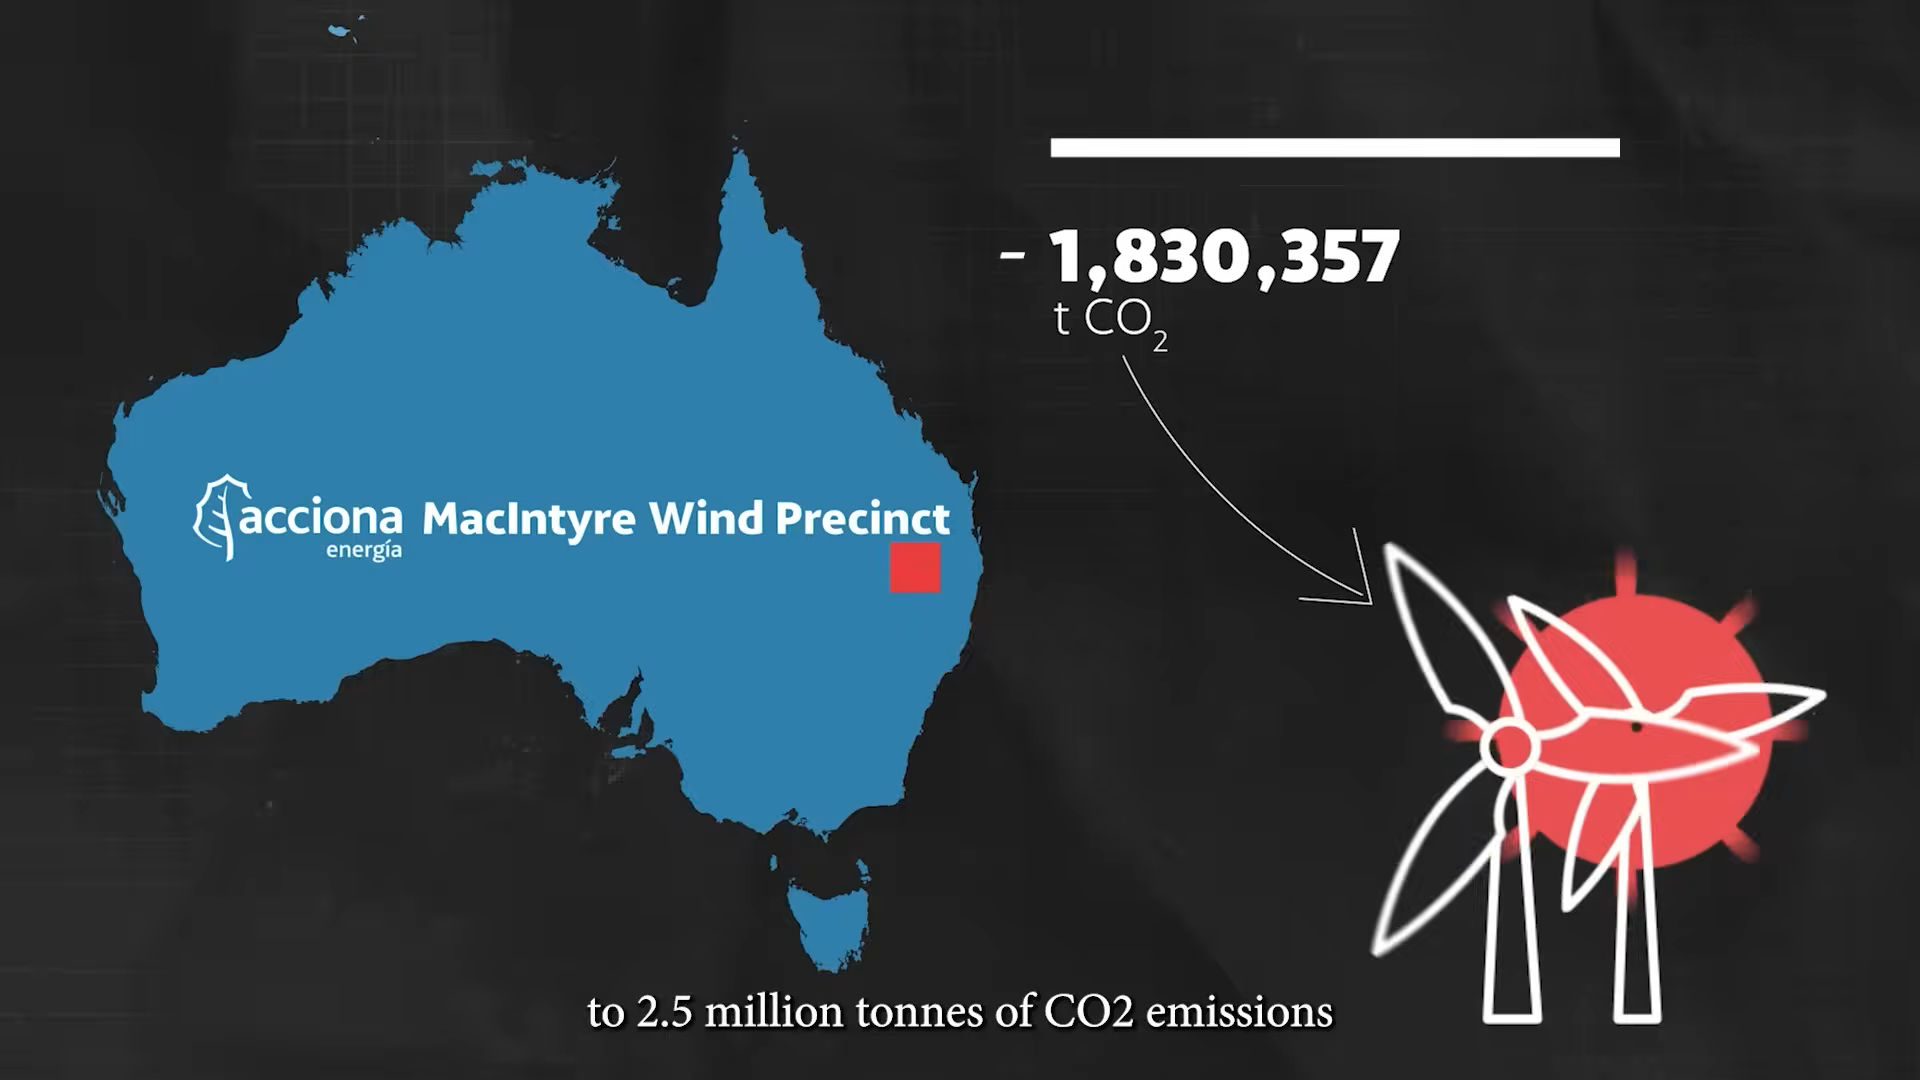 - 1,830,357
t CO₂
acciona
energía
MacIntyre Wind Precinct
to 2.5 million tonnes of CO2 emissions